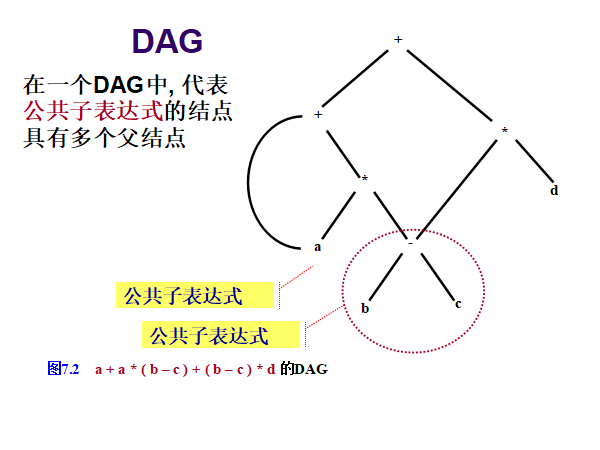 DAG
在一个DAG中, 代表
公共子表达式的结点
具有多个父结点
+
+
*
*
d
a
-
b
c
公共子表达式
公共子表达式
图7.2 a + a * ( b – c ) + ( b – c ) * d 的DAG